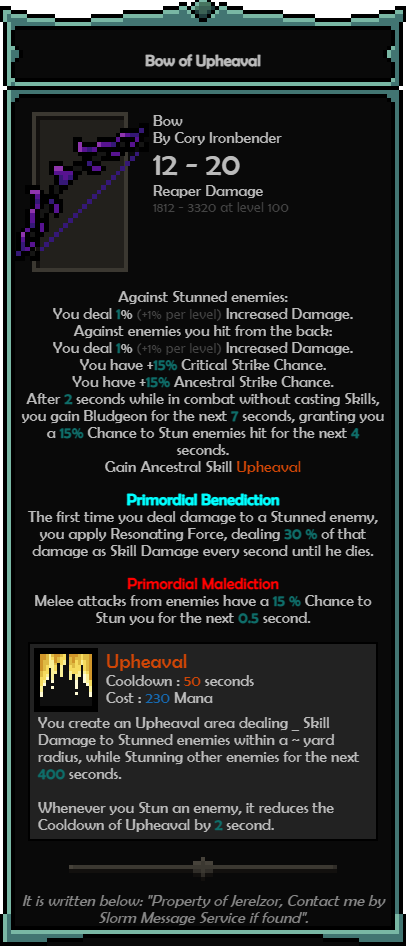 Bow of Upheaval
Bow
By Cory Ironbender
12 - 20
Reaper Damage
1812 - 3320 at level 100
Against Stunned enemies:
You deal 1% (+1% per level) Increased Damage.
Against enemies you hit from the back:
You deal 1% (+1% per level) Increased Damage.
You have +15% Critical Strike Chance.
You have +15% Ancestral Strike Chance.
After 2 seconds while in combat without casting Skills,
you gain Bludgeon for the next 7 seconds, granting you
a 15% Chance to Stun enemies hit for the next 4
seconds.
Gain Ancestral Skill Upheaval
Primordial Benediction
The first time you deal damage to a Stunned enemy,
you apply Resonating Force, dealing 30 % of that
damage as Skill Damage every second until he dies.
Primordial Malediction
Melee attacks from enemies have a 15 % Chance to
Stun you for the next 0.5 second.
Upheaval
Cooldown : 50 seconds
Cost : 230 Mana
You create an Upheaval area dealing _ Skill
Damage to Stunned enemies within a ~ yard
radius, while Stunning other enemies for the next
400 seconds.
Whenever you Stun an enemy, it reduces the
Cooldown of Upheaval by 2 second.
It is written below: "Property of Jerelzor, Contact me by
Slorm Message Service if found".